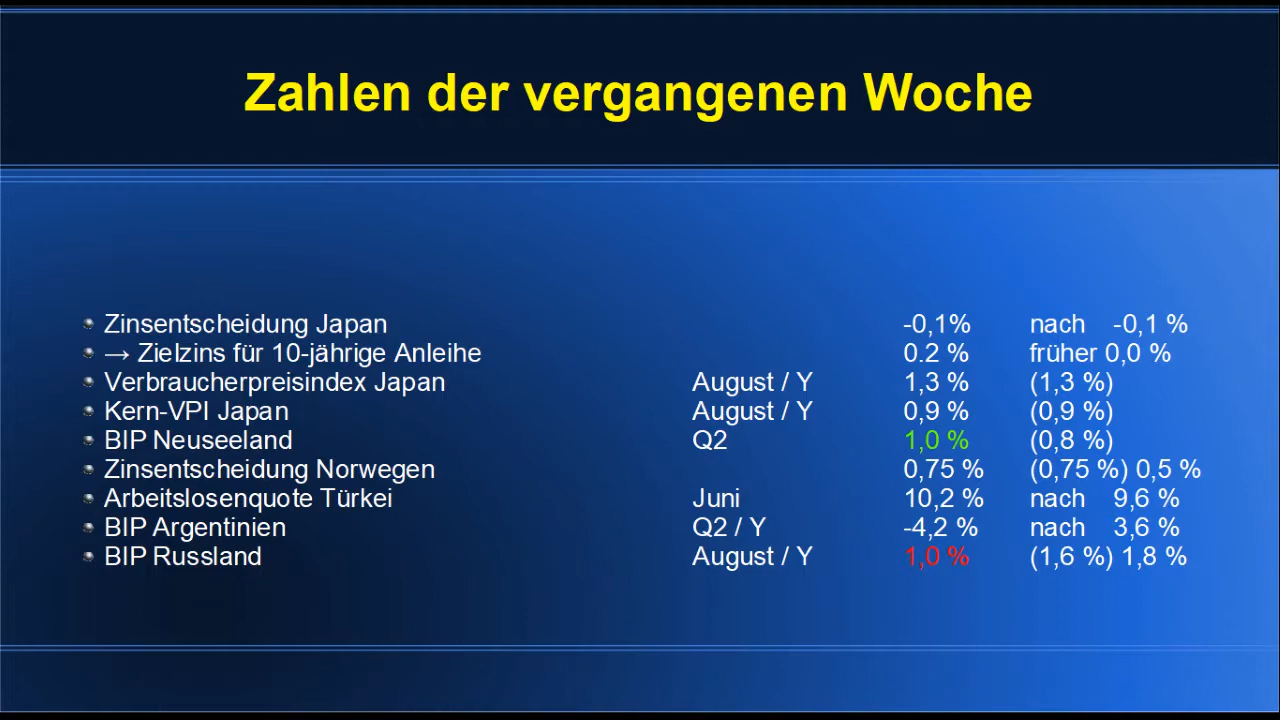 Zahlen der vergangenen Woche
Zinsentscheidung Japan -0,1% nach -0,1 %
→ Zielzins für 10-jährige Anleihe 0.2 % früher 0,0 %
Verbraucherpreisindex Japan August / Y 1,3 % (1,3 %)
Kern-VPI Japan August / Y 0,9 % (0,9 %)
BIP Neuseeland Q2 1,0 % (0,8 %)
Zinsentscheidung Norwegen 0,75 % (0,75 %) 0,5 %
Arbeitslosenquote Türkei Juni 10,2 % nach 9,6 %
BIP Argentinien Q2 / Y -4,2 % nach 3,6 %
BIP Russland August / Y 1,0 % (1,6 %) 1,8 %